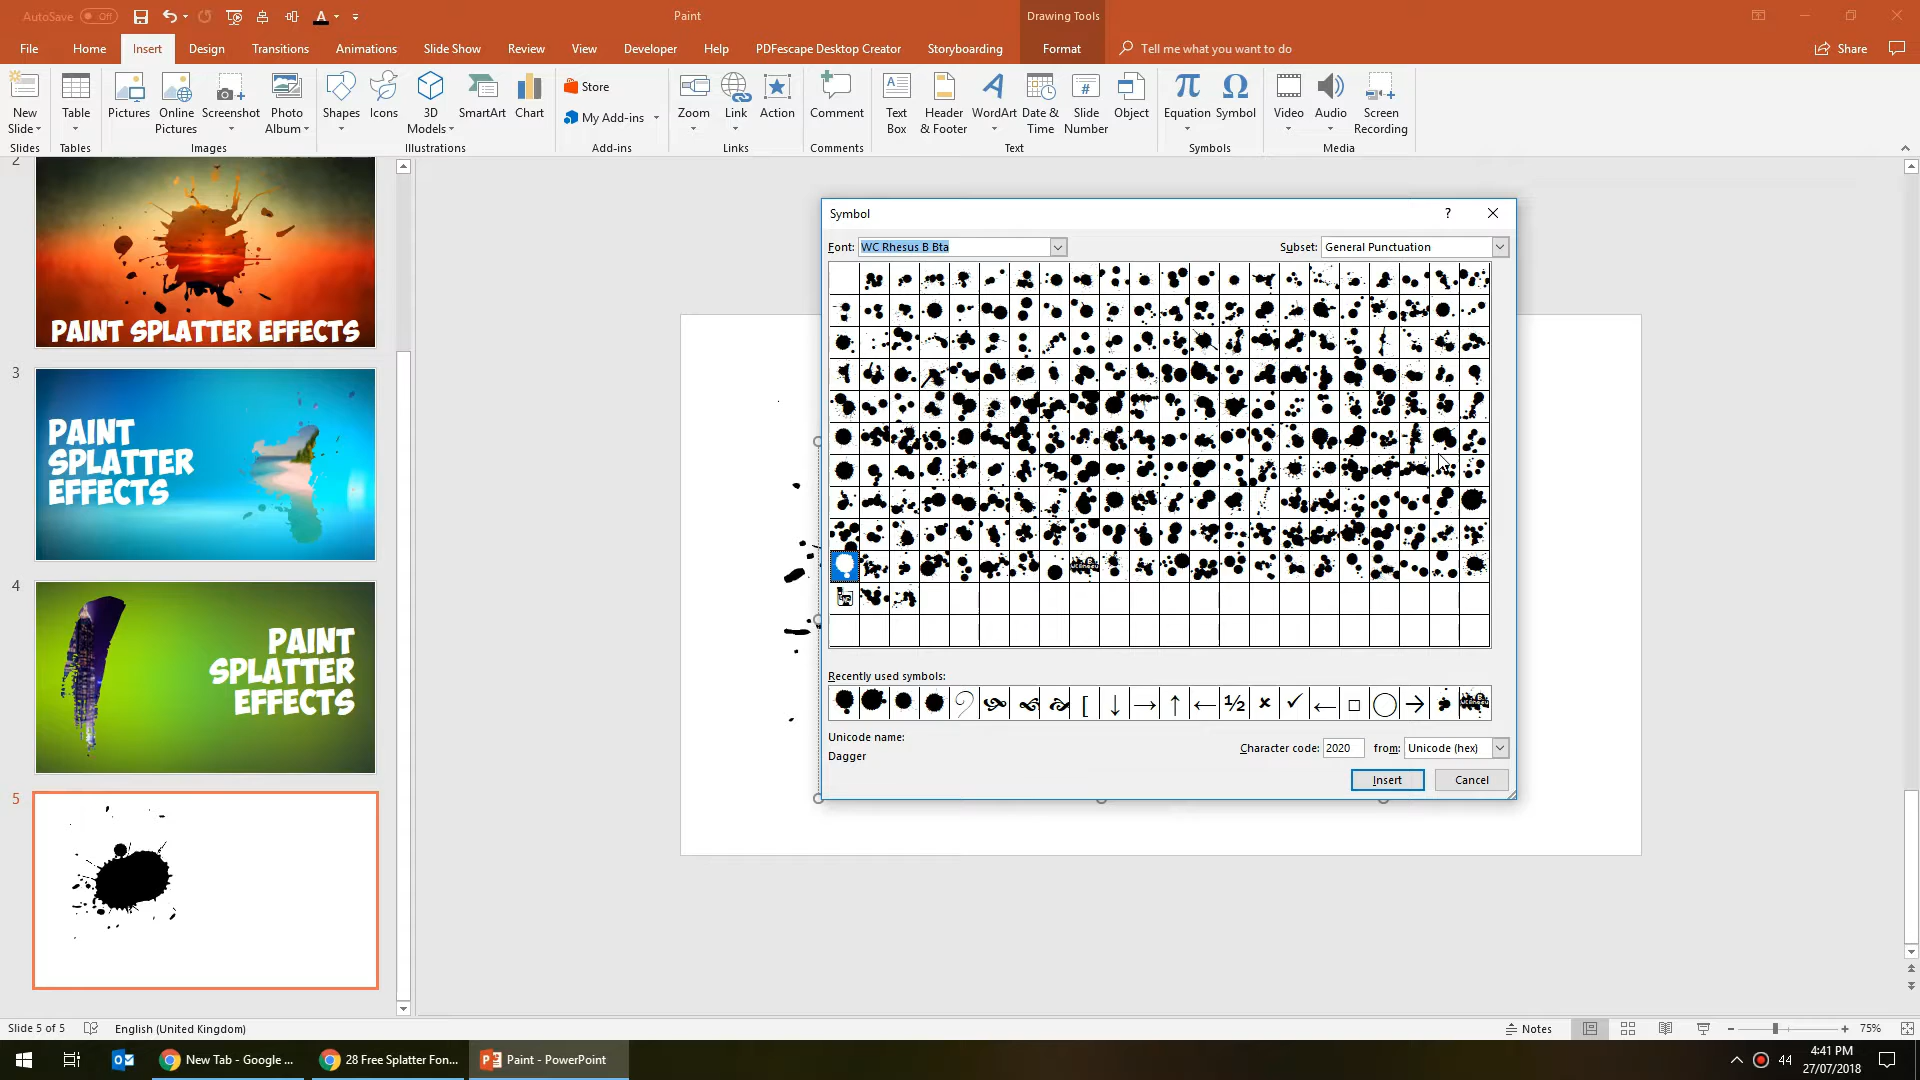 AutoSave Off
Paint
Drawing Tools
File Home Insert Design Transitions Animations Slide Show Review View Developer Help PDFescape Desktop Creator Storyboarding Format Tell me what you want to do Share
New Slide
Table
Pictures
Online Pictures
Screenshot
Photo Album
Shapes
Icons
3D Models
SmartArt
Chart
Store
My Add-ins
Zoom
Link
Action
Comment
Text Box
Header & Footer
WordArt
Date & Time
Slide Number
Object
Equation
Symbol
Video
Audio
Screen Recording
Slides Tables Images Illustrations Add-ins Links Comments Text Symbols Media
2
PAINT SPLATTER EFFECTS
3
PAINT
SPLATTER
EFFECTS
4
PAINT
SPLATTER
EFFECTS
5
Symbol ?
Font: WC Rhesus B Bta
Subset: General Punctuation
Recently used symbols:
[ ↓ → ↑ ← ½ × ✓ ← □ ◯ →
Unicode name:
Dagger
Character code: 2020 from: Unicode (hex)
Insert Cancel
Slide 5 of 5 English (United Kingdom) Notes 75%
New Tab - Google ...
28 Free Splatter Fon...
Paint - PowerPoint
44
4:41 PM
27/07/2018